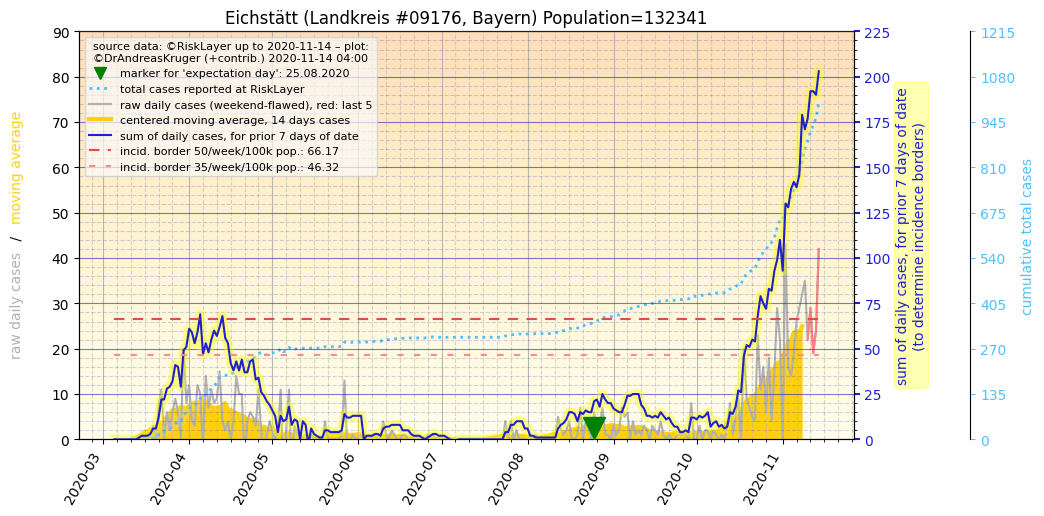 Eichstätt (Landkreis #09176, Bayern) Population=132341
source data: ©RiskLayer up to 2020-11-14 – plot:
©DrAndreasKruger (+contrib.) 2020-11-14 04:00
marker for 'expectation day': 25.08.2020
total cases reported at RiskLayer
raw daily cases (weekend-flawed), red: last 5
centered moving average, 14 days cases
sum of daily cases, for prior 7 days of date
incid. border 50/week/100k pop.: 66.17
incid. border 35/week/100k pop.: 46.32
raw daily cases / moving average
90
80
70
60
50
40
30
20
10
0
2020-03
2020-04
2020-05
2020-06
2020-07
2020-08
2020-09
2020-10
2020-11
225
200
175
150
125
100
75
50
25
0
sum of daily cases, for prior 7 days of date
(to determine incidence borders)
1215
1080
945
810
675
540
405
270
135
0
cumulative total cases